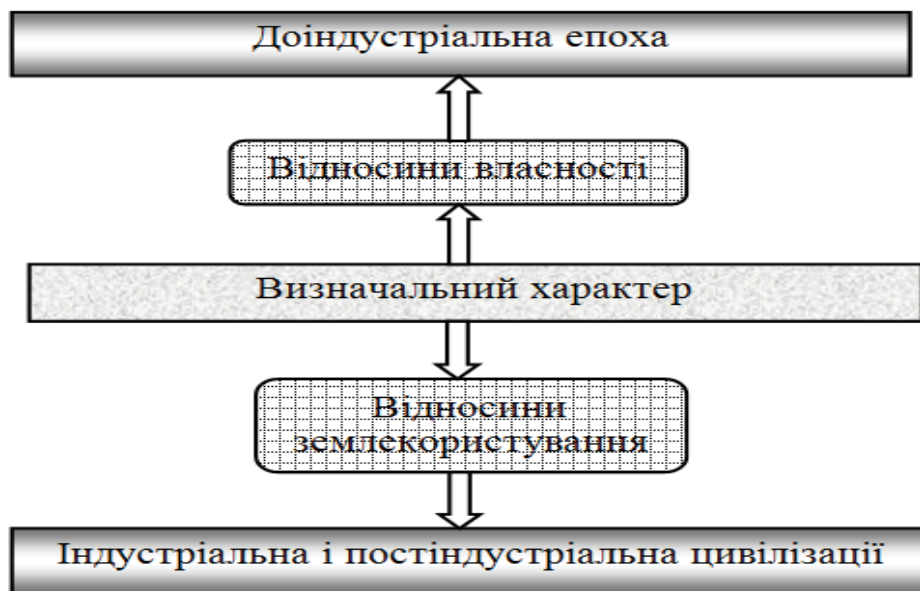 Доіндустріальна епоха
Відносини власності
Визначальний характер
Відносини
землекористування
Індустріальна і постіндустріальна цивілізації